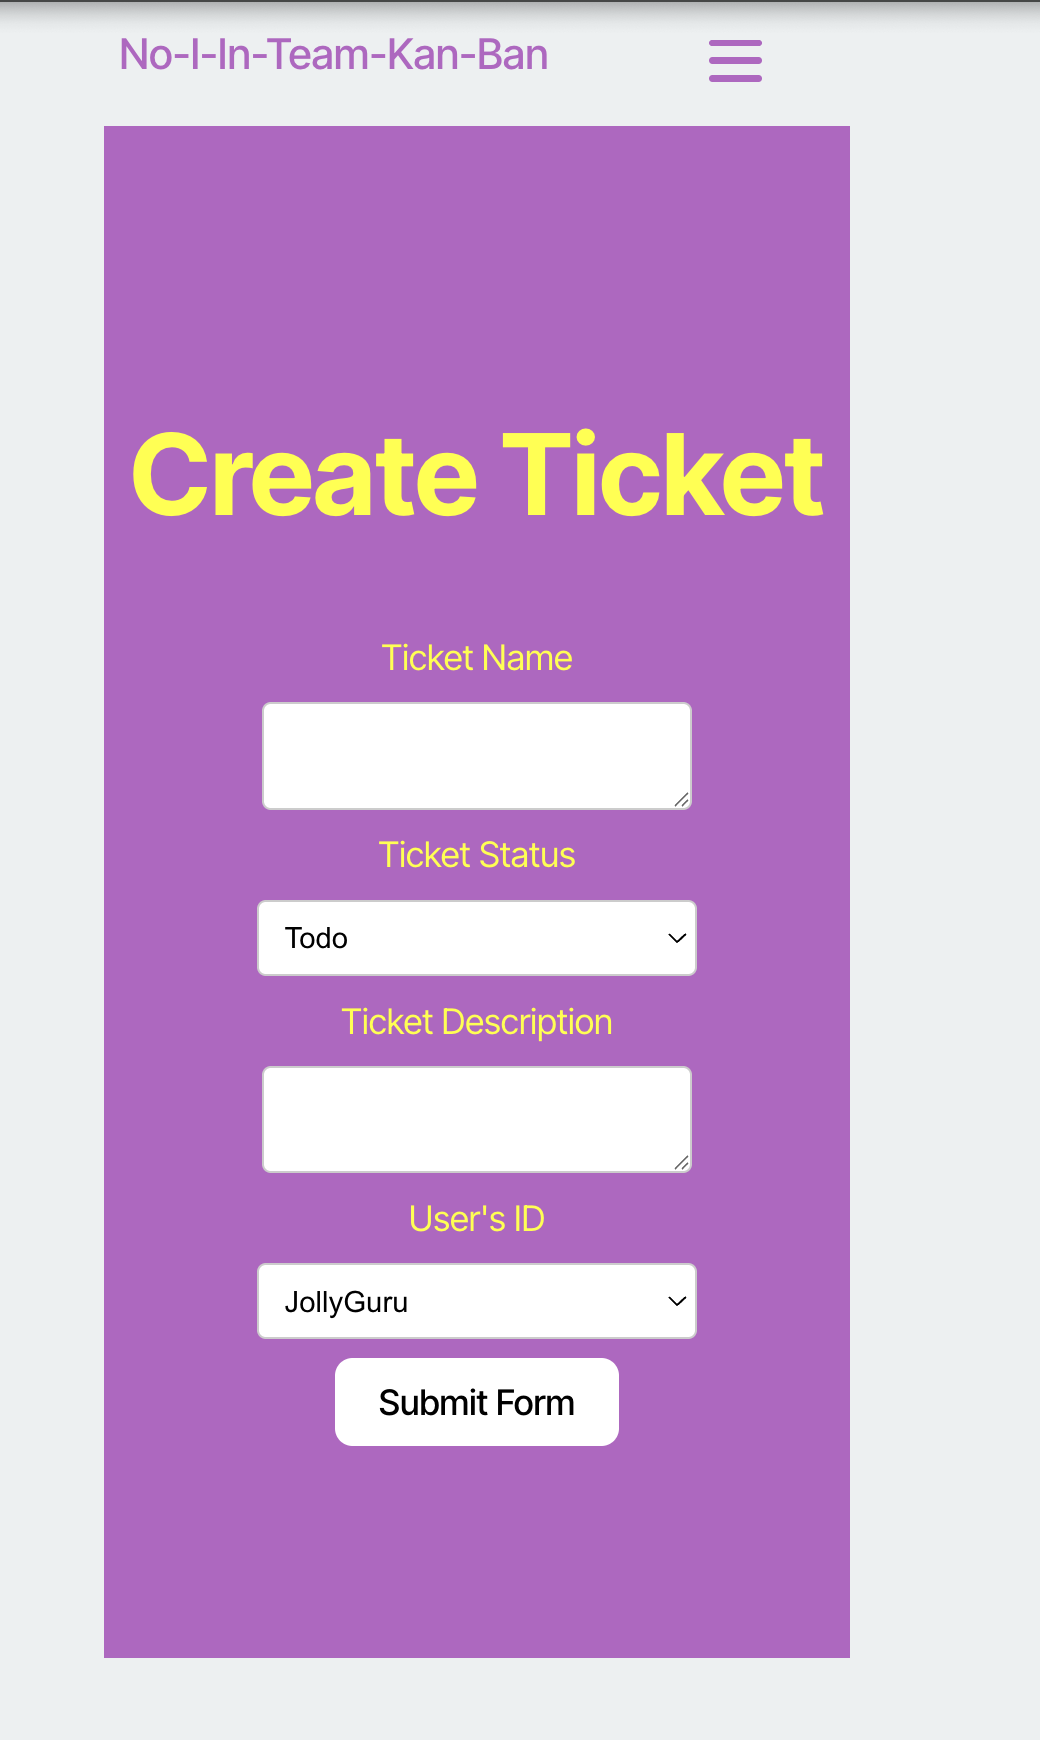 No-I-In-Team-Kan-Ban
Create Ticket
Ticket Name
Ticket Status
Todo
Ticket Description
User's ID
JollyGuru
Submit Form